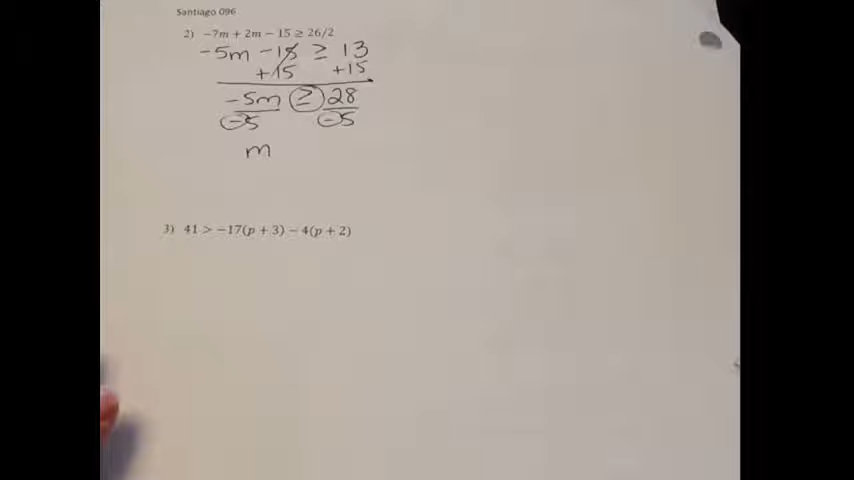 Santiago 096
2) −7m + 2m − 15 ≥ 26/2
-5m -15 ≥ 13
+15 +15
-5m ≥ 28
-5 -5
m
3) 41 > −17(p + 3) − 4(p + 2)